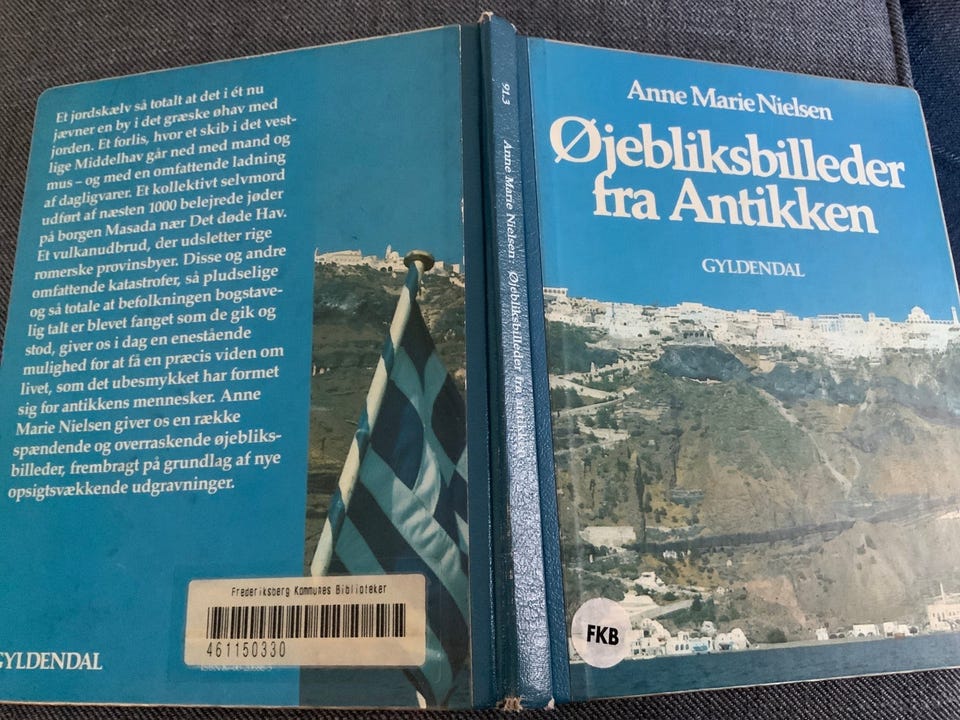 Et jordskælv så totalt at det i ét nu
jævner en by i det græske øhav med
jorden. Et forlis, hvor et skib i det vest-
lige Middelhav går ned med mand og
mus – og med en omfattende ladning
af dagligvarer. Et kollektivt selvmord
udført af næsten 1000 belejrede jøder
på borgen Masada nær Det døde Hav.
Et vulkanudbrud, der udsletter rige
romerske provinsbyer. Disse og andre
omfattende katastrofer, så pludselige
og så totale at befolkningen bogstave-
lig talt er blevet fanget som de gik og
stod, giver os i dag en enestående
mulighed for at få en præcis viden om
livet, som det ubesmykket har formet
sig for antikkens mennesker. Anne
Marie Nielsen giver os en række
spændende og overraskende øjebliks-
billeder, frembragt på grundlag af nye
opsigtsvækkende udgravninger.
Frederiksberg Kommunes Biblioteker
461150330
GYLDENDAL
91.3
Anne Marie Nielsen: Øjebliksbilleder fra Antikken
Anne Marie Nielsen
Øjebliksbilleder
fra Antikken
GYLDENDAL
FKB